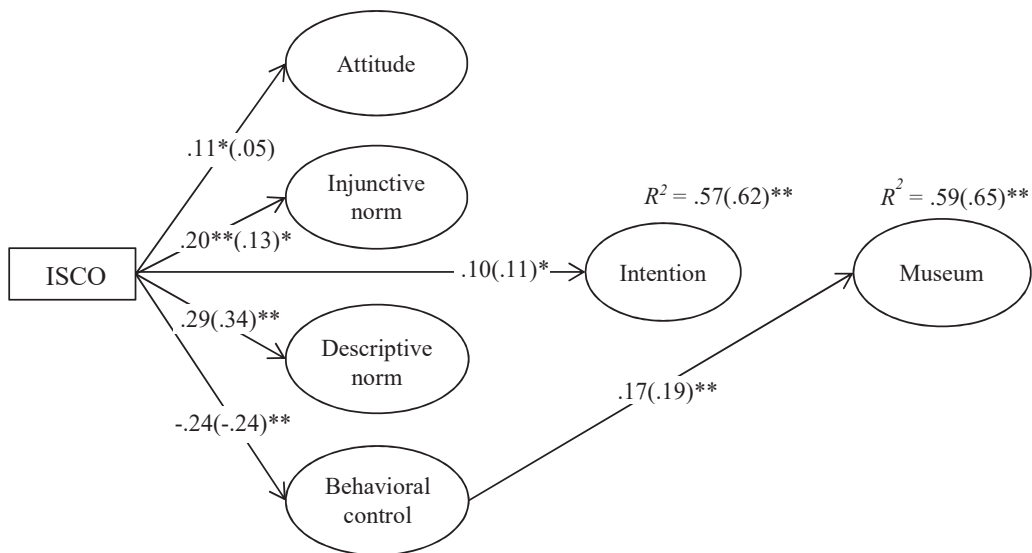 Attitude
.11*(.05)
Injunctive
norm
R² = .57(.62)**
R² = .59(.65)**
.20**(.13)*
ISCO
.10(.11)*
Intention
Museum
.29(.34)**
Descriptive
norm
.17(.19)**
-.24(-.24)**
Behavioral
control